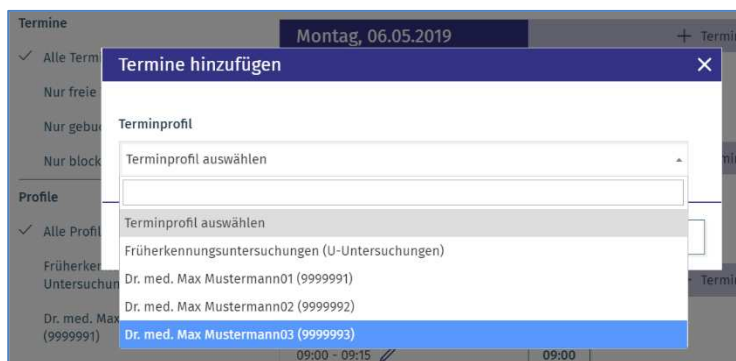 Termine
Montag, 06.05.2019
+ Termin
Alle Term
Termine hinzufügen
Nur freie
Nur gebu
Terminprofil
Nur block
Terminprofil auswählen
Profile
Alle Profil
Terminprofil auswählen
Früherkennungsuntersuchungen (U-Untersuchungen)
Früherker
Untersuchun
Dr. med. Max Mustermann01 (9999991)
Termi
Dr. med. Max Mustermann02 (9999992)
Dr. med. Max
(9999991)
Dr. med. Max Mustermann03 (9999993)
09:00 - 09:15
09:00